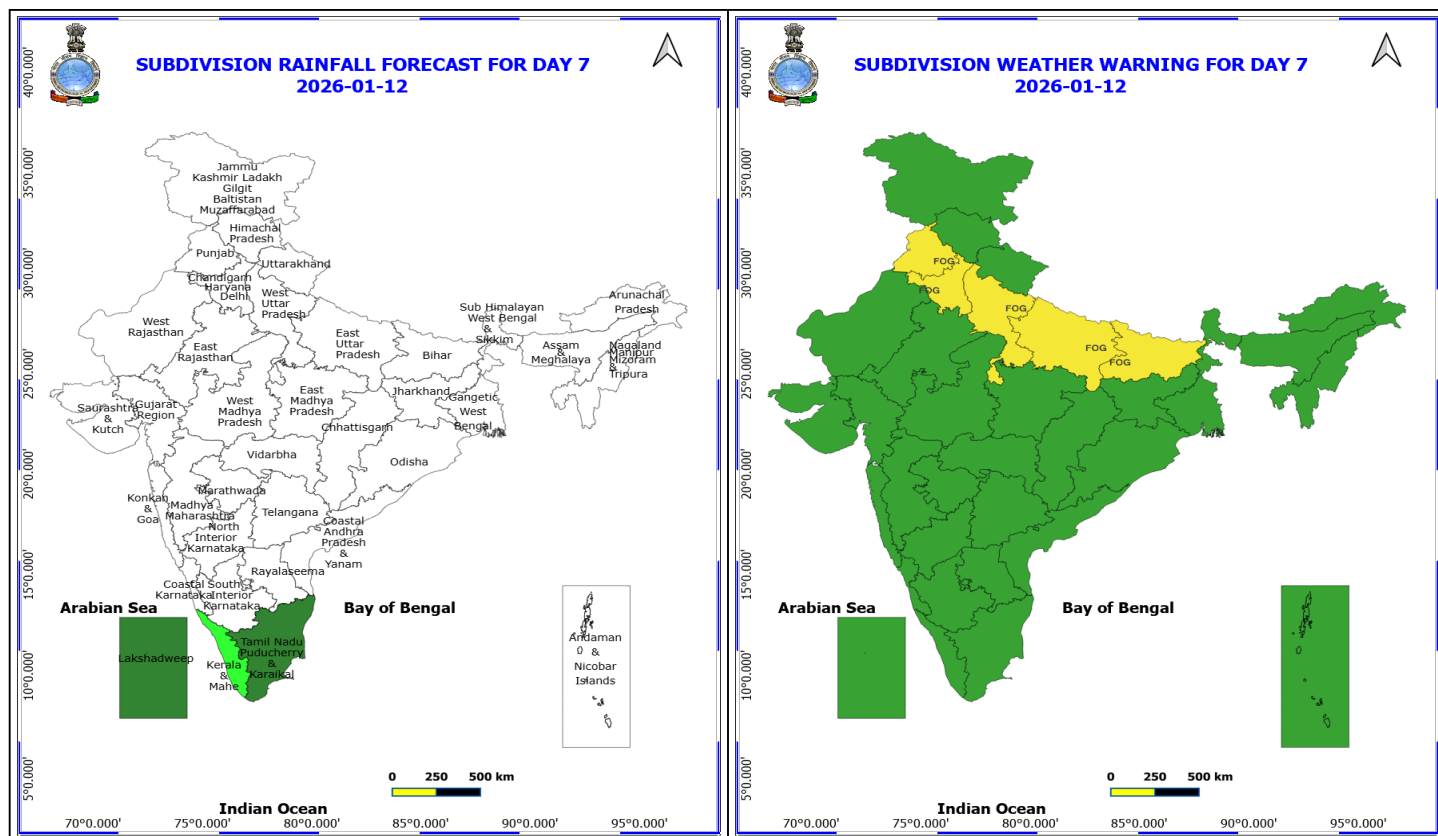 SUBDIVISION RAINFALL FORECAST FOR DAY 7
2026-01-12
40°0.000'
35°0.000'
30°0.000'
25°0.000'
20°0.000'
15°0.000'
10°0.000'
5°0.000'
Jammu
Kashmir Ladakh
Gilgit
Baltistan
Muzaffarabad
Himachal
Pradesh
Punjab
Uttarakhand
Chandigarh
Haryana
Delhi
West
Uttar
Pradesh
Arunachal
Pradesh
Sub Himalayan
West Bengal
&
Sikkim
West
Rajasthan
East
Rajasthan
East
Uttar
Pradesh
Bihar
Assam
&
Meghalaya
Nagaland
Manipur
Mizoram
&
Tripura
Saurashtra
&
Kutch
Gujarat
Region
West
Madhya
Pradesh
East
Madhya
Pradesh
Jharkhand
Gangetic
West
Bengal
Chhattisgarh
Vidarbha
Odisha
Konkan
&
Goa
Marathwada
Madhya
Maharashtra
Telangana
North
Interior
Karnataka
Coastal
Andhra
Pradesh
&
Yanam
Rayalaseema
Coastal
Karnataka
South
Interior
Karnataka
Arabian Sea
Bay of Bengal
Lakshadweep
Tamil Nadu
Puducherry
&
Karaikal
Kerala
&
Mahe
Andaman
&
Nicobar
Islands
0 250 500 km
Indian Ocean
70°0.000' 75°0.000' 80°0.000' 85°0.000' 90°0.000' 95°0.000'
SUBDIVISION WEATHER WARNING FOR DAY 7
2026-01-12
40°0.000'
35°0.000'
30°0.000'
25°0.000'
20°0.000'
15°0.000'
10°0.000'
5°0.000'
FOG
FOG
FOG
FOG
FOG
Arabian Sea
Bay of Bengal
0 250 500 km
Indian Ocean
70°0.000' 75°0.000' 80°0.000' 85°0.000' 90°0.000' 95°0.000'